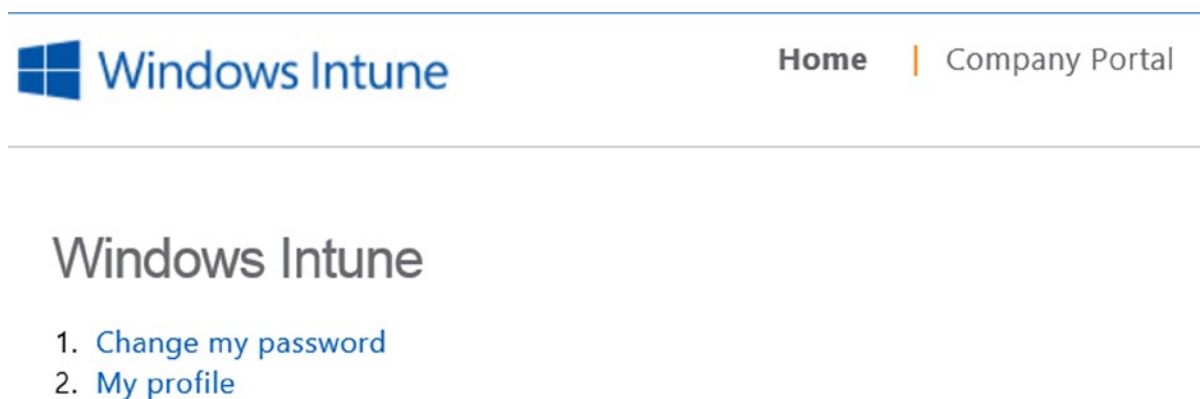 Windows Intune
Home | Company Portal
Windows Intune
1. Change my password
2. My profile